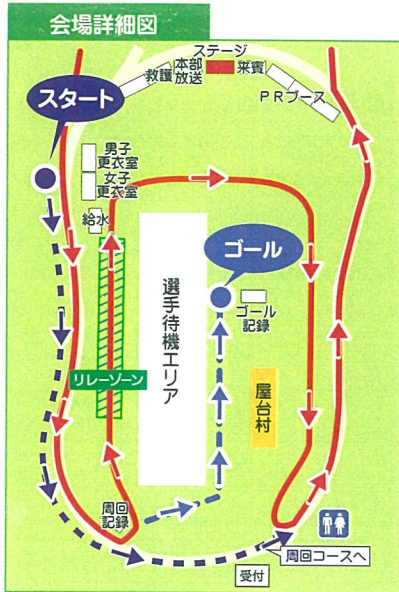 会場詳細図
ステージ
救護
本部
放送
来賓
PRブース
スタート
男子
更衣室
女子
更衣室
給水
ゴール
ゴール
記録
選手待機エリア
リレーゾーン
屋台村
周回
記録
周回コースへ
受付